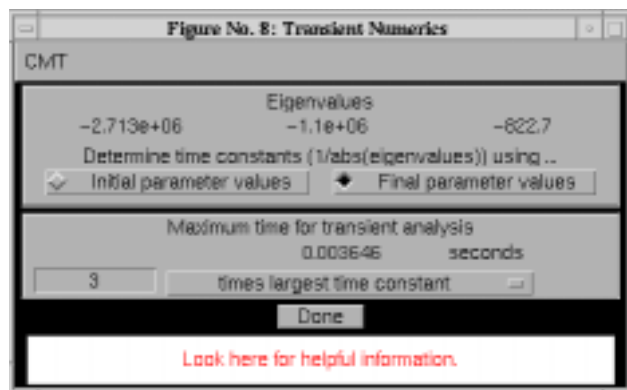 Figure No. 8: Transient Numerics
CMT
Eigenvalues
-2.713e+06 -1.1e+06 -822.7
Determine time constants (1/abs(eigenvalues)) using ...
Initial parameter values Final parameter values
Maximum time for transient analysis
0.003646 seconds
3 times largest time constant
Done
Look here for helpful information.